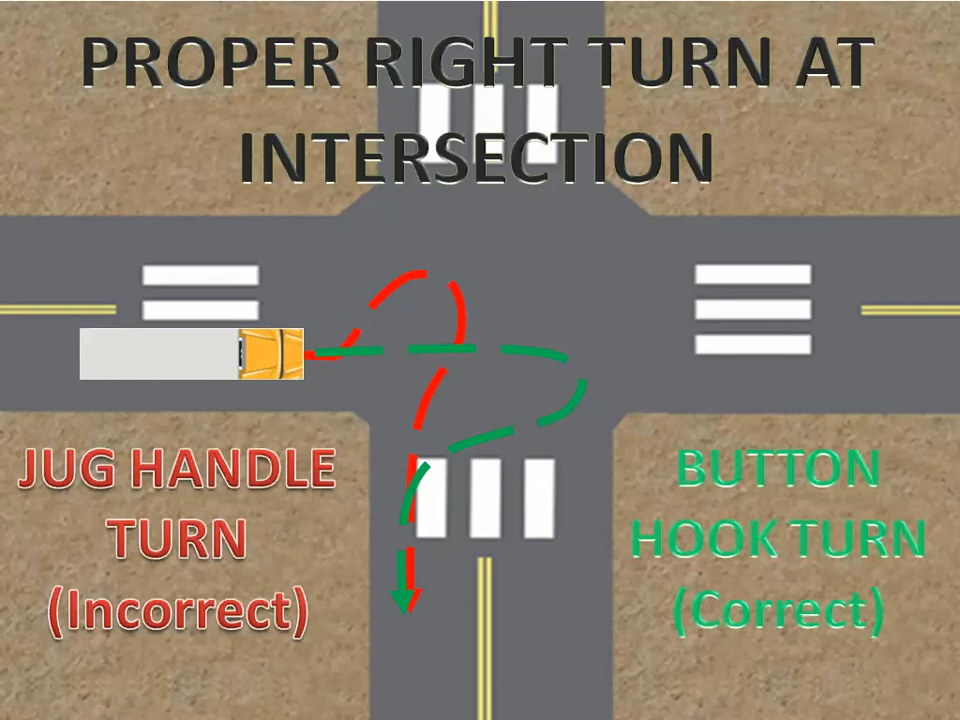 PROPER RIGHT TURN AT
INTERSECTION
JUG HANDLE
TURN
(Incorrect)
BUTTON
HOOK TURN
(Correct)